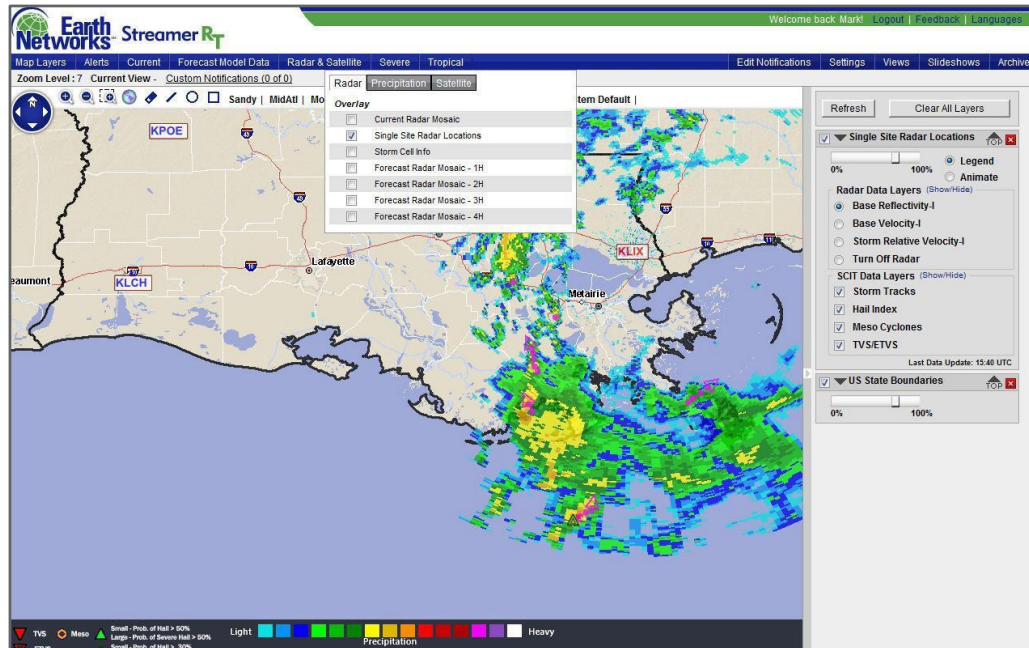 Welcome back Mark! Logout | Feedback | Languages
Earth Networks Streamer RT
Map Layers Alerts Current Forecast Model Data Radar & Satellite Severe Tropical Edit Notifications Settings Views Slideshows Archive
Zoom Level : 7 Current View - Custom Notifications (0 of 0)
N
Sandy | MidAtl | Mo
tem Default |
Radar Precipitation Satellite
Overlay
Current Radar Mosaic
Single Site Radar Locations
Storm Cell Info
Forecast Radar Mosaic - 1H
Forecast Radar Mosaic - 2H
Forecast Radar Mosaic - 3H
Forecast Radar Mosaic - 4H
KPOE
KLIX
Lafayette
eaumont
KLCH
Metairie
Refresh Clear All Layers
Single Site Radar Locations TOP
0% 100%
Legend
Animate
Radar Data Layers (Show/Hide)
Base Reflectivity-I
Base Velocity-I
Storm Relative Velocity-I
Turn Off Radar
SCIT Data Layers (Show/Hide)
Storm Tracks
Hail Index
Meso Cyclones
TVS/ETVS
Last Data Update: 15:40 UTC
US State Boundaries TOP
0% 100%
TVS Meso Small - Prob. of Hail > 50%
Large - Prob. of Severe Hail > 50%
Small - Prob. of Hail > 30%
Light Heavy
Precipitation